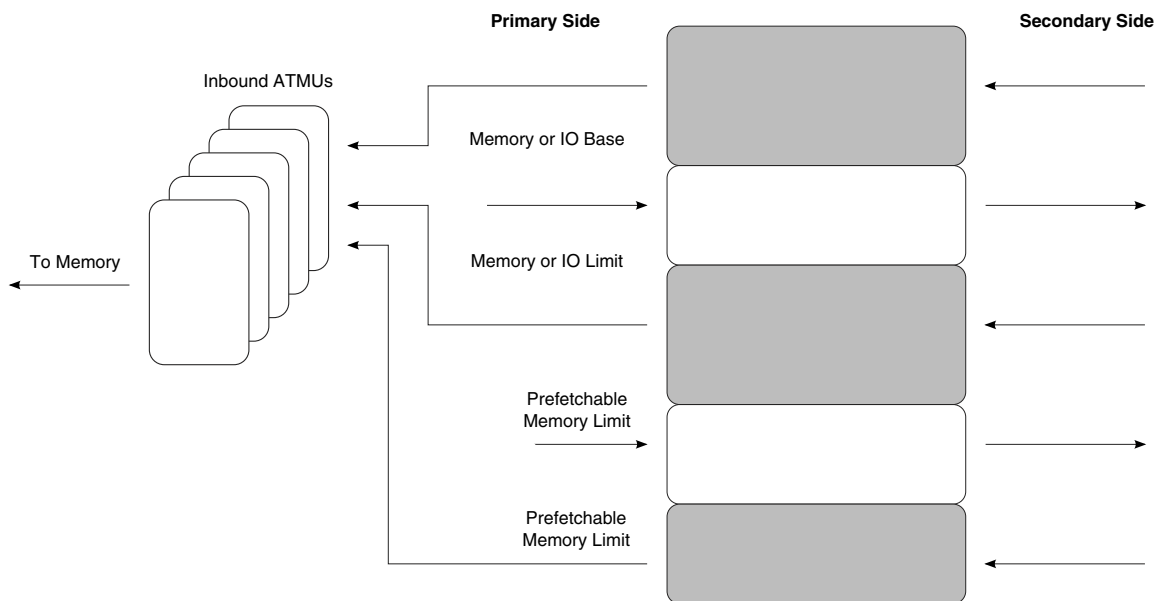 Primary Side
Secondary Side
Inbound ATMUs
Memory or IO Base
To Memory
Memory or IO Limit
Prefetchable
Memory Limit
Prefetchable
Memory Limit